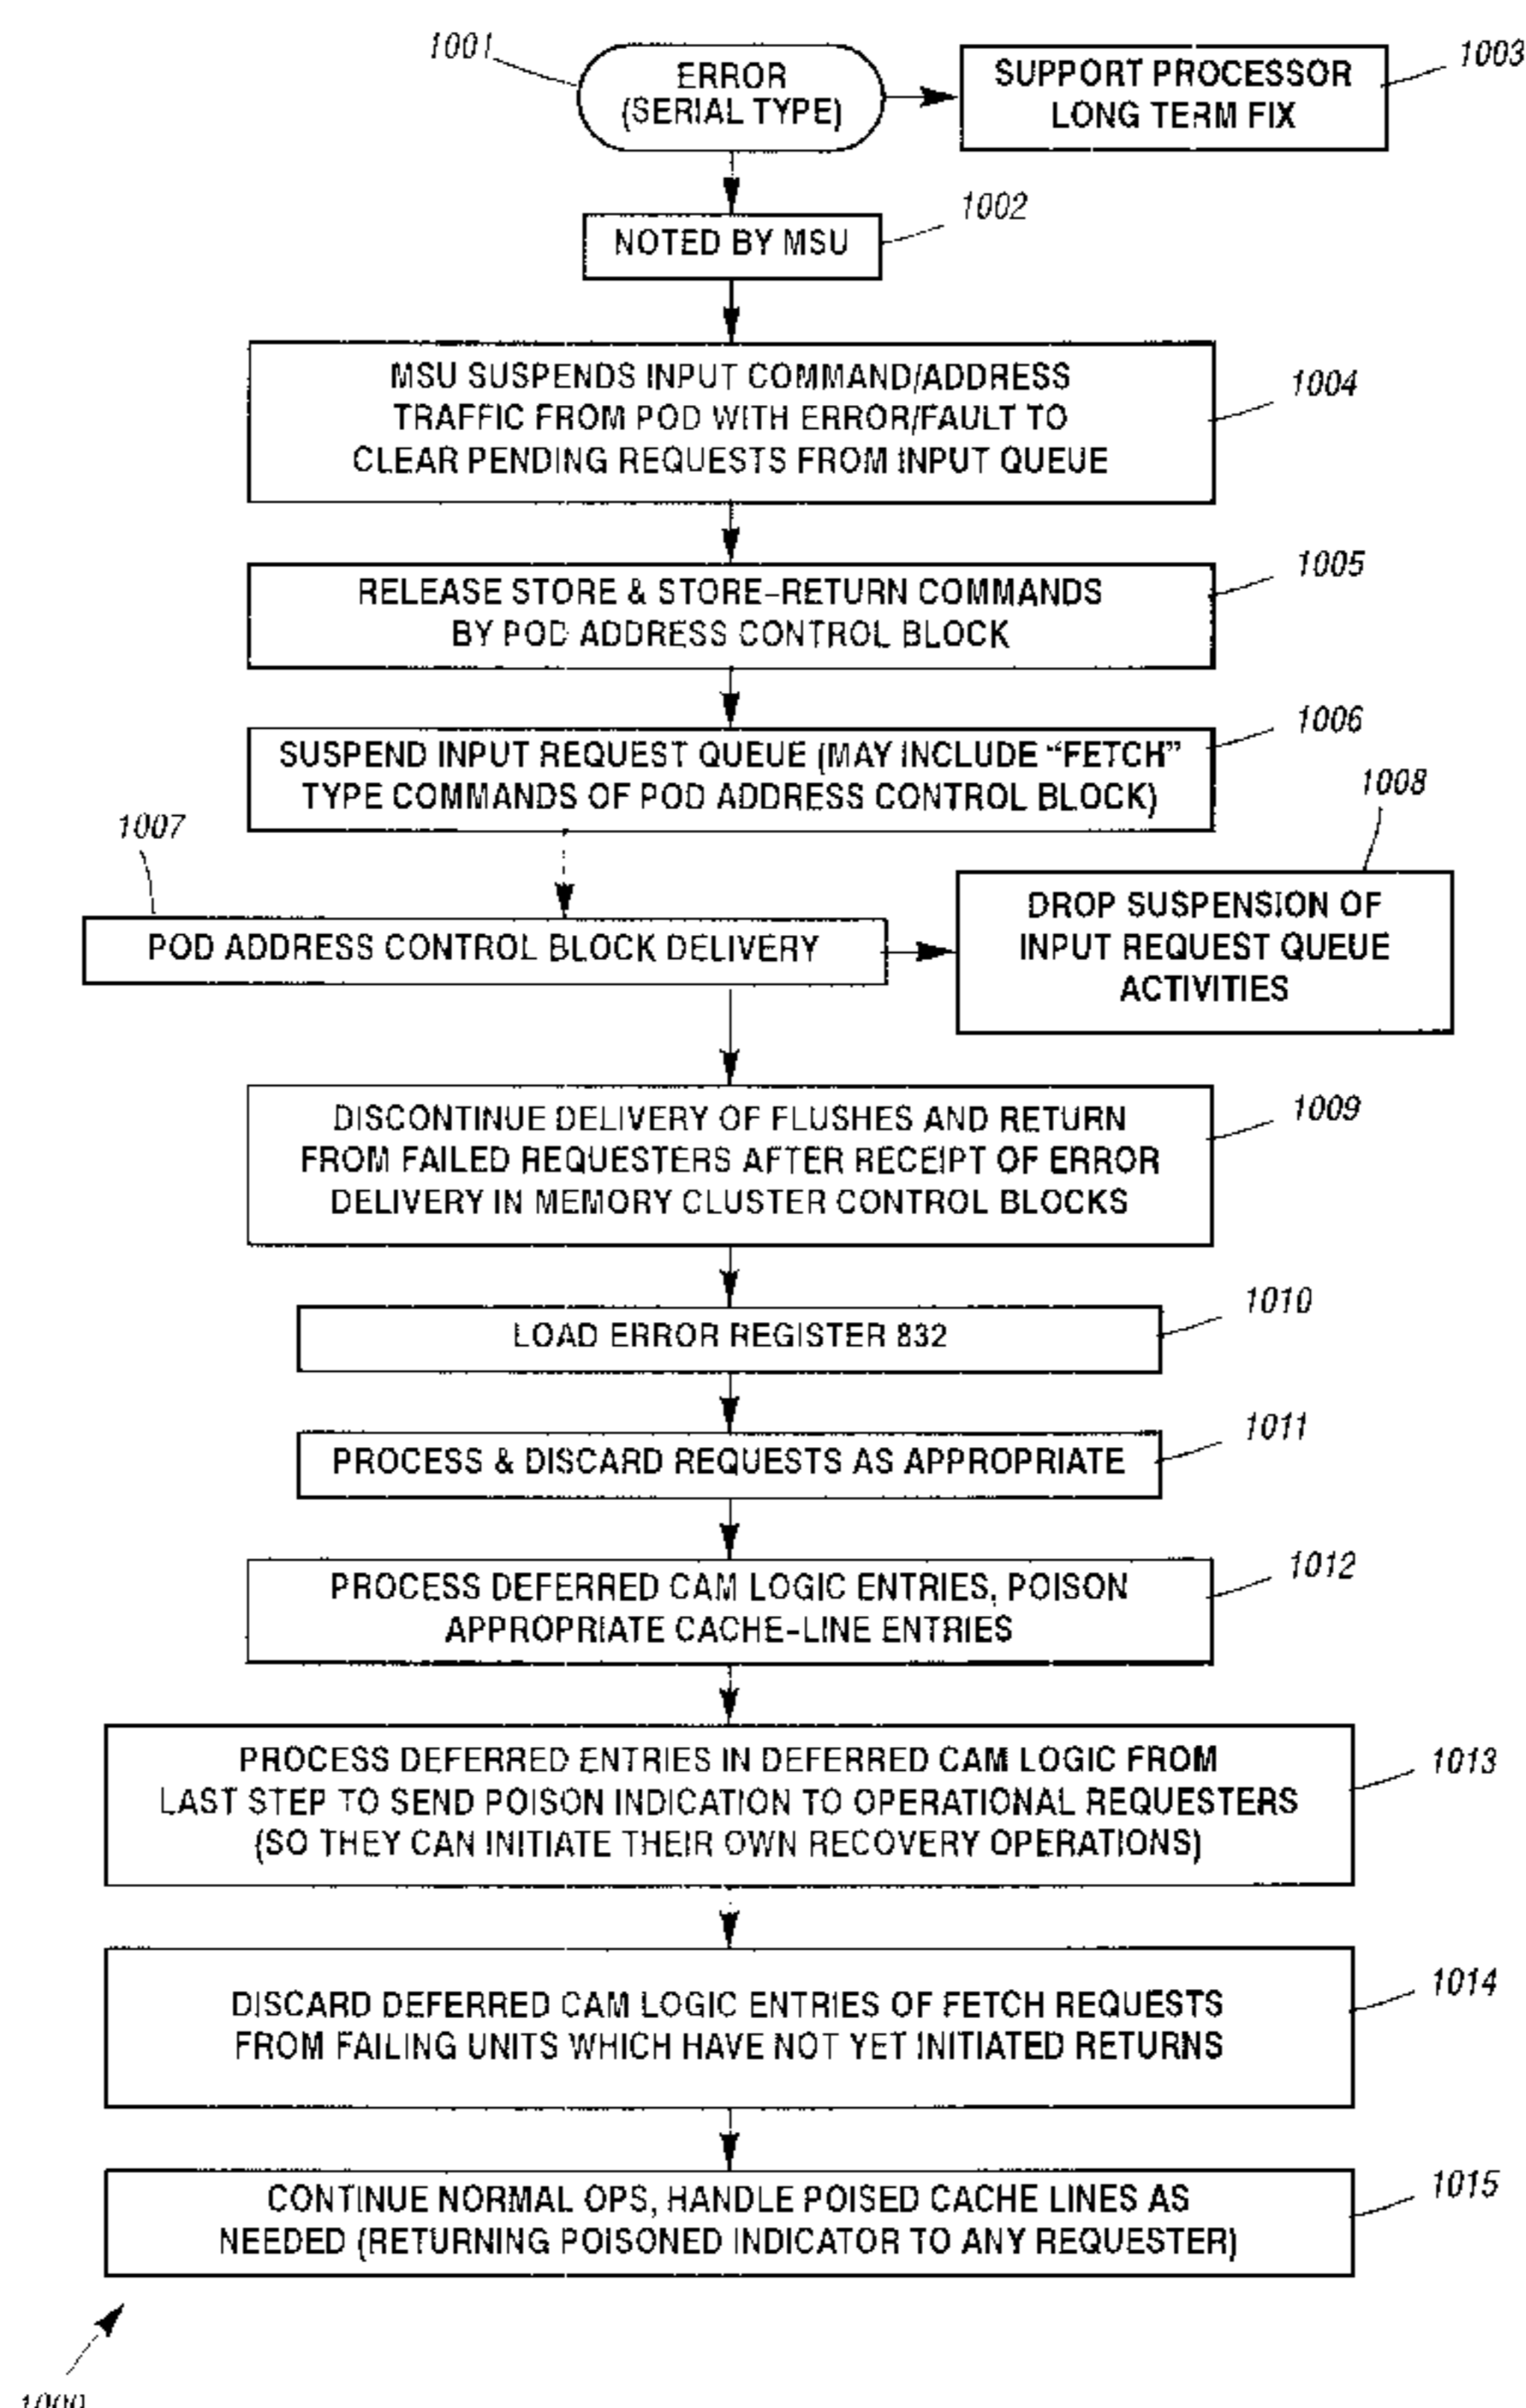 1001
ERROR
(SERIAL TYPE)
SUPPORT PROCESSOR
LONG TERM FIX
1003
NOTED BY MSU
1002
MSU SUSPENDS INPUT COMMAND/ADDRESS
TRAFFIC FROM POD WITH ERROR/FAULT TO
CLEAR PENDING REQUESTS FROM INPUT QUEUE
1004
RELEASE STORE & STORE-RETURN COMMANDS
BY POD ADDRESS CONTROL BLOCK
1005
SUSPEND INPUT REQUEST QUEUE (MAY INCLUDE “FETCH”
TYPE COMMANDS OF POD ADDRESS CONTROL BLOCK)
1006
1007
POD ADDRESS CONTROL BLOCK DELIVERY
1008
DROP SUSPENSION OF
INPUT REQUEST QUEUE
ACTIVITIES
DISCONTINUE DELIVERY OF FLUSHES AND RETURN
FROM FAILED REQUESTERS AFTER RECEIPT OF ERROR
DELIVERY IN MEMORY CLUSTER CONTROL BLOCKS
1009
LOAD ERROR REGISTER 832
1010
PROCESS & DISCARD REQUESTS AS APPROPRIATE
1011
PROCESS DEFERRED CAM LOGIC ENTRIES, POISON
APPROPRIATE CACHE-LINE ENTRIES
1012
PROCESS DEFERRED ENTRIES IN DEFERRED CAM LOGIC FROM
LAST STEP TO SEND POISON INDICATION TO OPERATIONAL REQUESTERS
(SO THEY CAN INITIATE THEIR OWN RECOVERY OPERATIONS)
1013
DISCARD DEFERRED CAM LOGIC ENTRIES OF FETCH REQUESTS
FROM FAILING UNITS WHICH HAVE NOT YET INITIATED RETURNS
1014
CONTINUE NORMAL OPS, HANDLE POISED CACHE LINES AS
NEEDED (RETURNING POISONED INDICATOR TO ANY REQUESTER)
1015